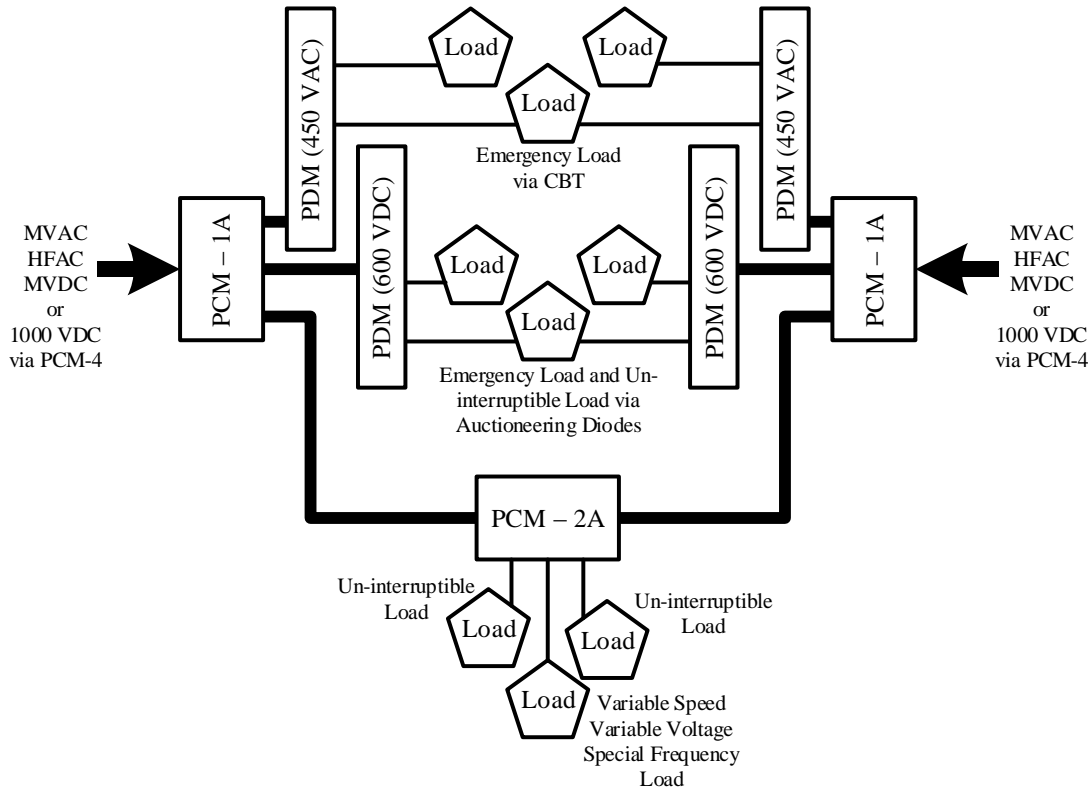 Load
Load
PDM (450 VAC)
PDM (450 VAC)
Load
Emergency Load
via CBT
PDM (600 VDC)
PDM (600 VDC)
MVAC
HFAC
MVDC
or
1000 VDC
via PCM-4
PCM – 1A
PCM – 1A
MVAC
HFAC
MVDC
or
1000 VDC
via PCM-4
Load
Load
Load
Emergency Load and Un-
interruptible Load via
Auctioneering Diodes
PCM – 2A
Un-interruptible
Load
Un-interruptible
Load
Load
Load
Load
Variable Speed
Variable Voltage
Special Frequency
Load